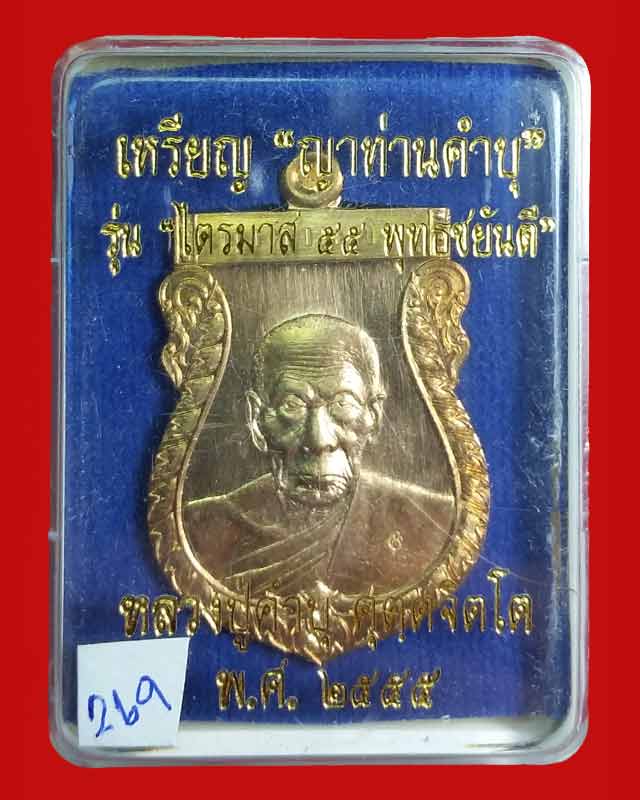 เหรียญ “ญาท่านคำบุ”
รุ่น “ไตรมาส ๕๕ พุทธชยันตี”
หลวงปู่คำบุ คุตตจิตโต
พ.ศ. ๒๕๕๕
269